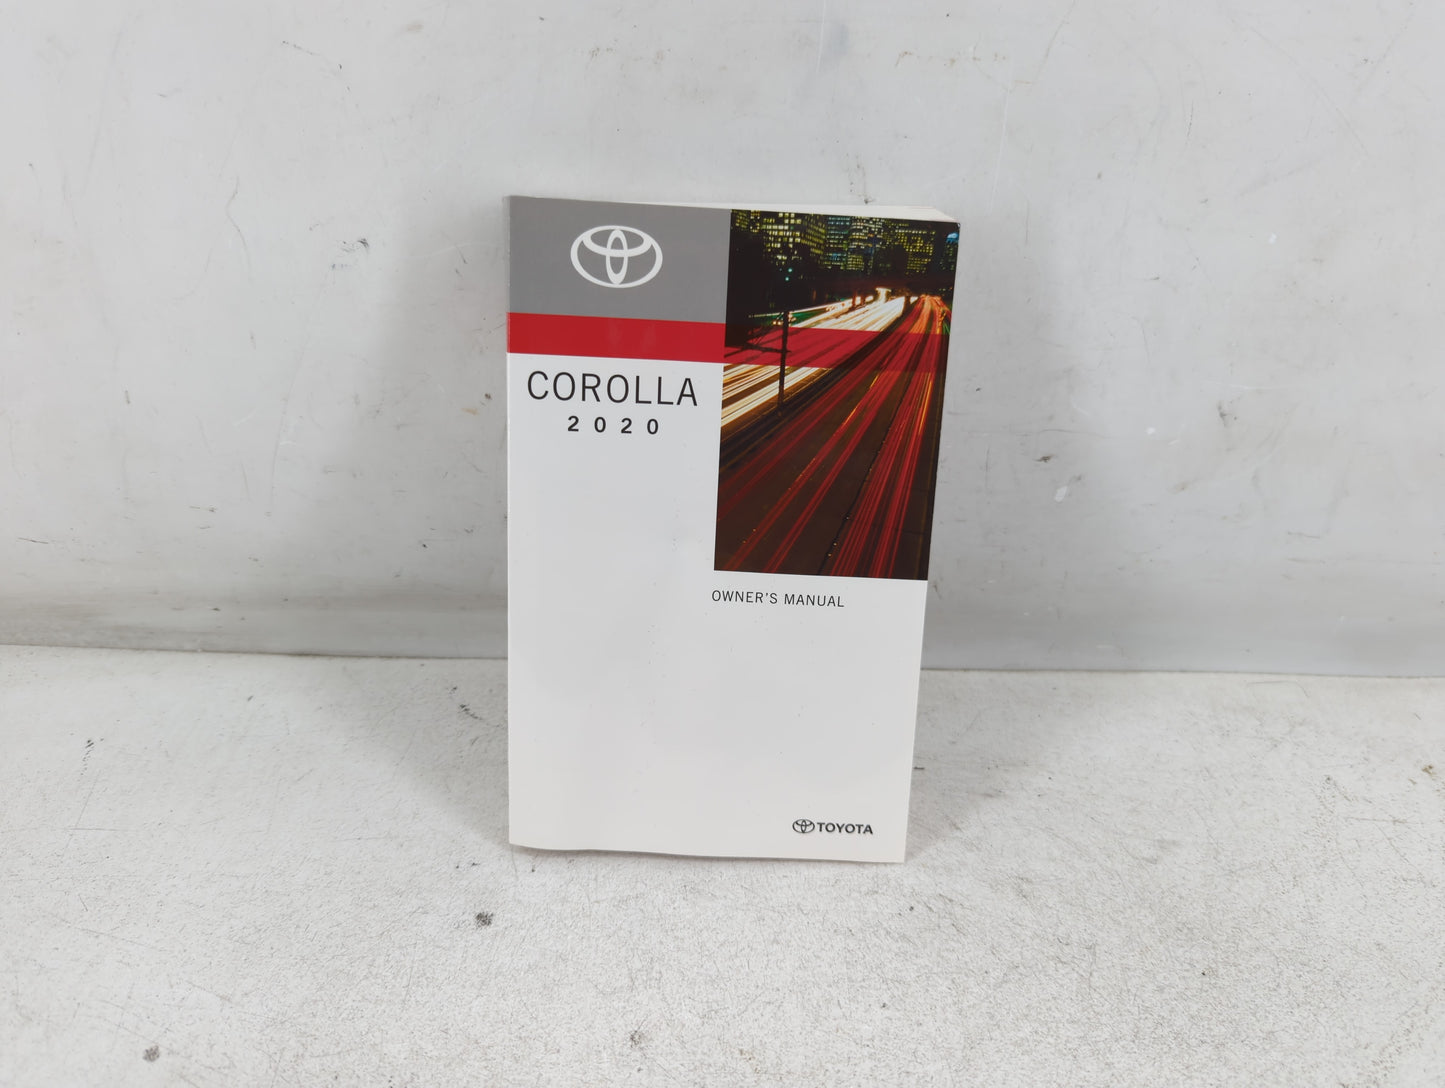 COROLLA
2020
OWNER'S MANUAL
TOYOTA